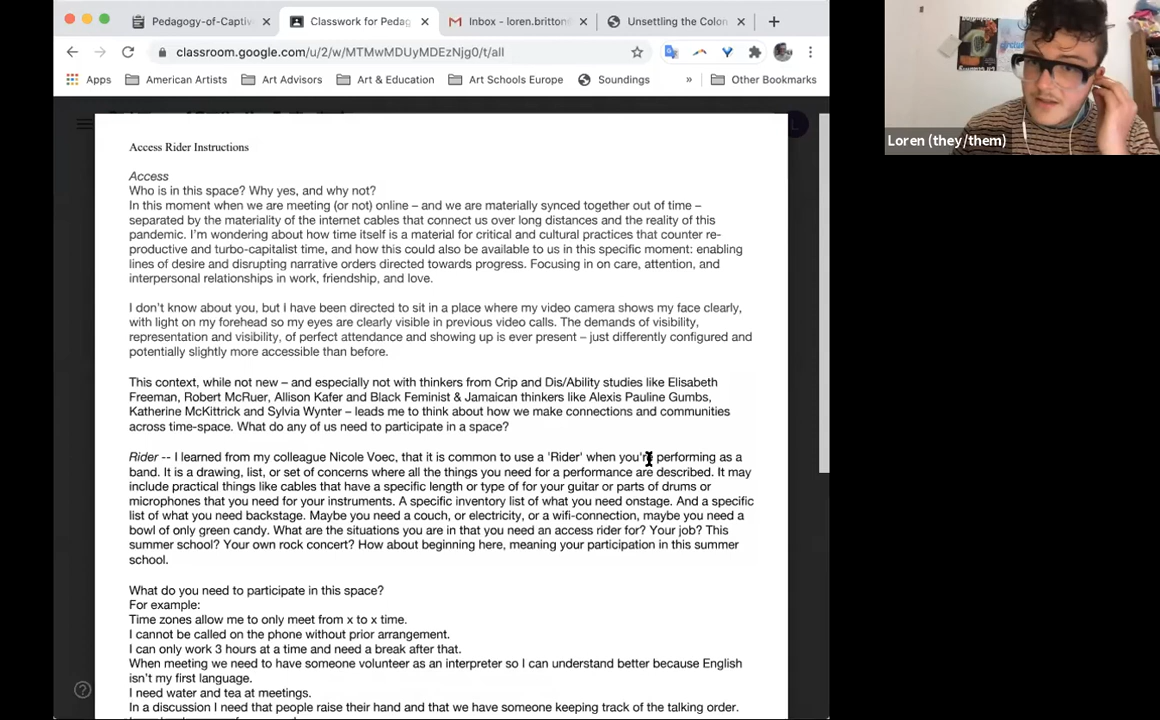 Pedagogy-of-Captiv
Classwork for Pedag
Inbox - loren.britton
Unsettling the Colon
classroom.google.com/u/2/w/MTMwMDUyMDEzNjg0/t/all
Apps
American Artists
Art Advisors
Art & Education
Art Schools Europe
Soundings
»
Other Bookmarks
Loren (they/them)
Access Rider Instructions
Access
Who is in this space? Why yes, and why not?
In this moment when we are meeting (or not) online – and we are materially synced together out of time –
separated by the materiality of the internet cables that connect us over long distances and the reality of this
pandemic. I'm wondering about how time itself is a material for critical and cultural practices that counter re-
productive and turbo-capitalist time, and how this could also be available to us in this specific moment: enabling
lines of desire and disrupting narrative orders directed towards progress. Focusing in on care, attention, and
interpersonal relationships in work, friendship, and love.
I don't know about you, but I have been directed to sit in a place where my video camera shows my face clearly,
with light on my forehead so my eyes are clearly visible in previous video calls. The demands of visibility,
representation and visibility, of perfect attendance and showing up is ever present – just differently configured and
potentially slightly more accessible than before.
This context, while not new – and especially not with thinkers from Crip and Dis/Ability studies like Elisabeth
Freeman, Robert McRuer, Allison Kafer and Black Feminist & Jamaican thinkers like Alexis Pauline Gumbs,
Katherine McKittrick and Sylvia Wynter – leads me to think about how we make connections and communities
across time-space. What do any of us need to participate in a space?
Rider -- I learned from my colleague Nicole Voec, that it is common to use a 'Rider' when you're performing as a
band. It is a drawing, list, or set of concerns where all the things you need for a performance are described. It may
include practical things like cables that have a specific length or type of for your guitar or parts of drums or
microphones that you need for your instruments. A specific inventory list of what you need onstage. And a specific
list of what you need backstage. Maybe you need a couch, or electricity, or a wifi-connection, maybe you need a
bowl of only green candy. What are the situations you are in that you need an access rider for? Your job? This
summer school? Your own rock concert? How about beginning here, meaning your participation in this summer
school.
What do you need to participate in this space?
For example:
Time zones allow me to only meet from x to x time.
I cannot be called on the phone without prior arrangement.
I can only work 3 hours at a time and need a break after that.
When meeting we need to have someone volunteer as an interpreter so I can understand better because English
isn't my first language.
I need water and tea at meetings.
In a discussion I need that people raise their hand and that we have someone keeping track of the talking order.